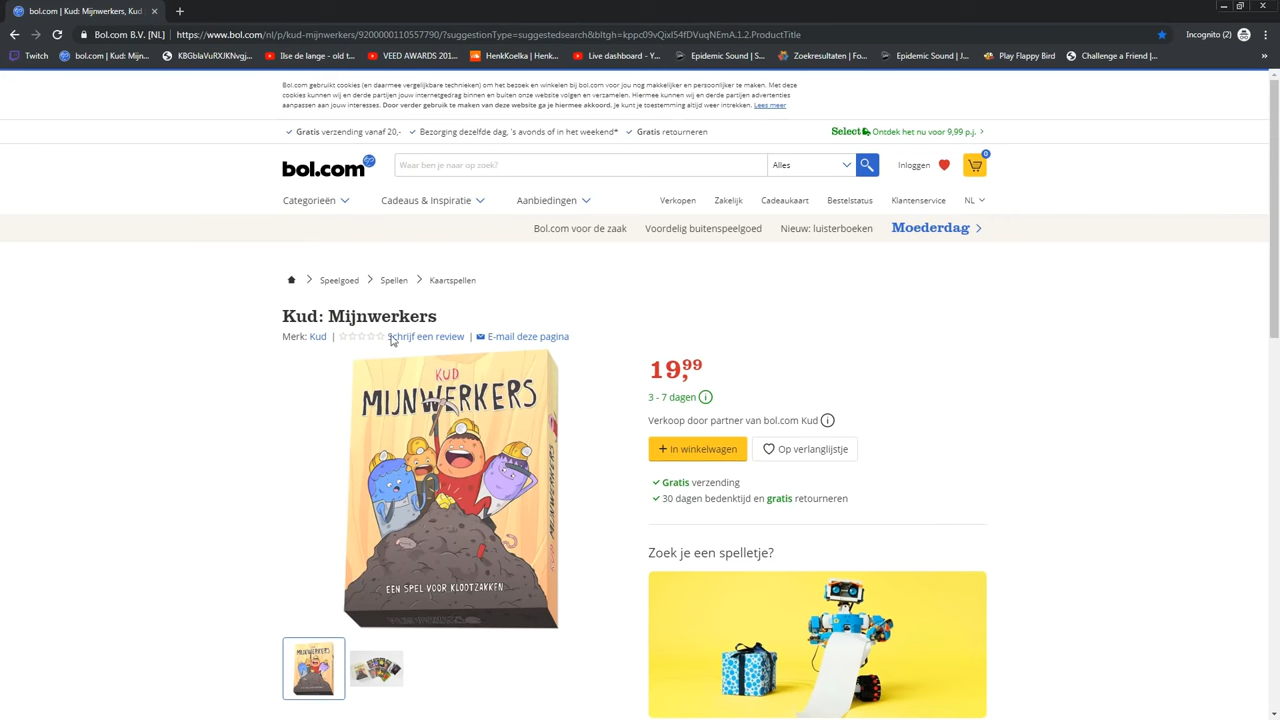 bol.com | Kud: Mijnwerkers | Kud
Bol.com B.V. [NL] | https://www.bol.com/nl/p/kud-mijnwerkers/9200000110557790/?suggestionType=suggestedsearch&bltgh=kppc09vQixI54fDVuqNEmA.1.2.ProductTitle
Incognito (2)
Twitch
bol.com | Kud: Mijn...
KBGblaVuRXJKNvgj...
Ilse de lange - ild...
VEED AWARDS 201...
HenkKoelka | Henk...
Live dashboard - Y...
Epidemic Sound | S...
Zoekresultaten | Fo...
Epidemic Sound | J...
Play Flappy Bird
Challenge a Friend |...
Bol.com gebruikt cookies (en daarmee vergelijkbare technieken) om het bezoek en winkelen bij bol.com voor jou nog makkelijker en persoonlijker te maken. Met deze
cookies kunnen wij en derde partijen jouw internetgedrag binnen en buiten onze website volgen en verzamelen. Hiermee kunnen wij en derde partijen advertenties
aanpassen aan jouw interesses. Door verder gebruik te maken van deze website ga je hiermee akkoord. Je kunt je toestemming altijd weer intrekken. Lees meer
Gratis verzending vanaf 20,-
Bezorging dezelfde dag, 's avonds of in het weekend*
Gratis retourneren
Select Ontdek het nu voor 9,99 p.j.
bol.com
Waar ben je naar op zoek?
Alles
Inloggen
0
Categorieën
Cadeaus & Inspiratie
Aanbiedingen
Verkopen
Zakelijk
Cadeaukaart
Bestelstatus
Klantenservice
NL
Bol.com voor de zaak
Voordelig buitenspeelgoed
Nieuw: luisterboeken
Moederdag
Speelgoed
Spellen
Kaartspellen
Kud: Mijnwerkers
Merk: Kud | Schrijf een review | E-mail deze pagina
KUD
MIJNWERKERS
EEN SPEL VOOR KLOOTZAKKEN
19,99
3 - 7 dagen
Verkoop door partner van bol.com Kud
+ In winkelwagen
Op verlanglijstje
Gratis verzending
30 dagen bedenktijd en gratis retourneren
Zoek je een spelletje?